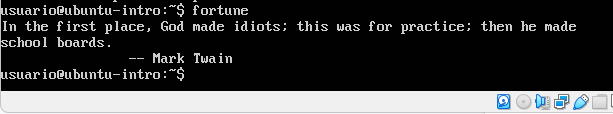 usuario@ubuntu-intro:~$ fortune
In the first place, God made idiots; this was for practice; then he made
school boards.
-- Mark Twain
usuario@ubuntu-intro:~$